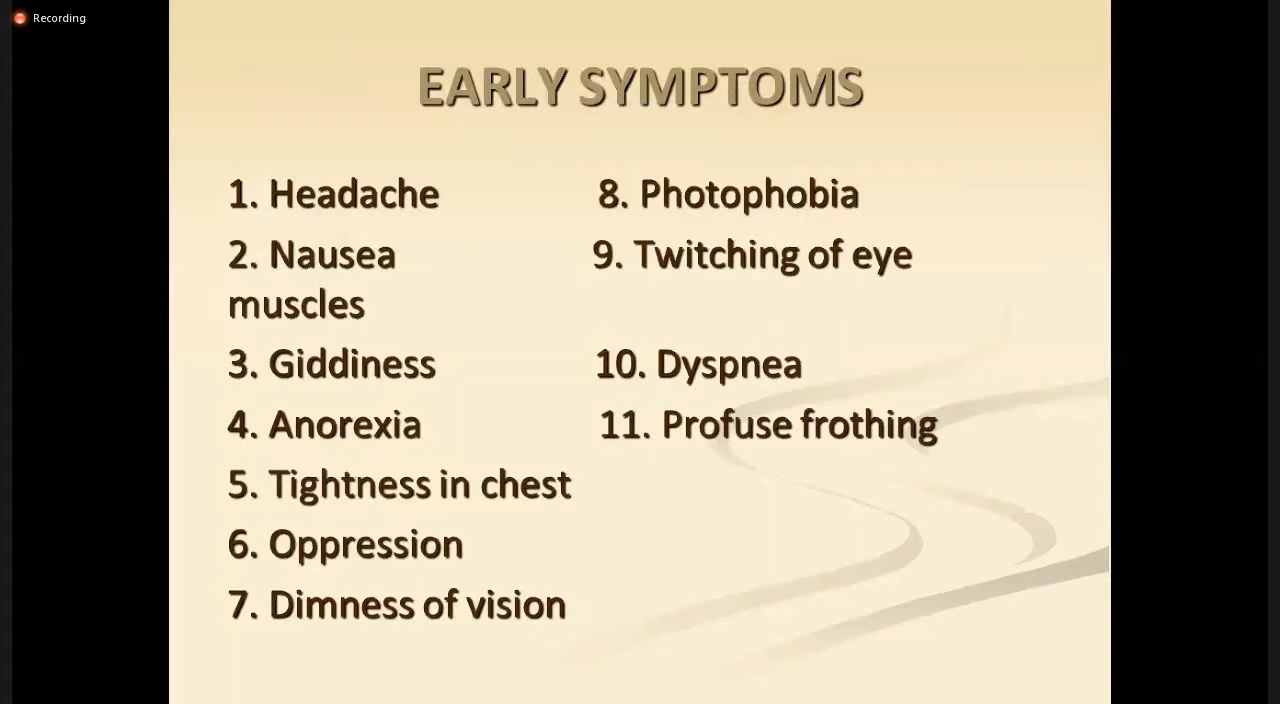 Recording
EARLY SYMPTOMS
1. Headache 8. Photophobia
2. Nausea 9. Twitching of eye
muscles
3. Giddiness 10. Dyspnea
4. Anorexia 11. Profuse frothing
5. Tightness in chest
6. Oppression
7. Dimness of vision